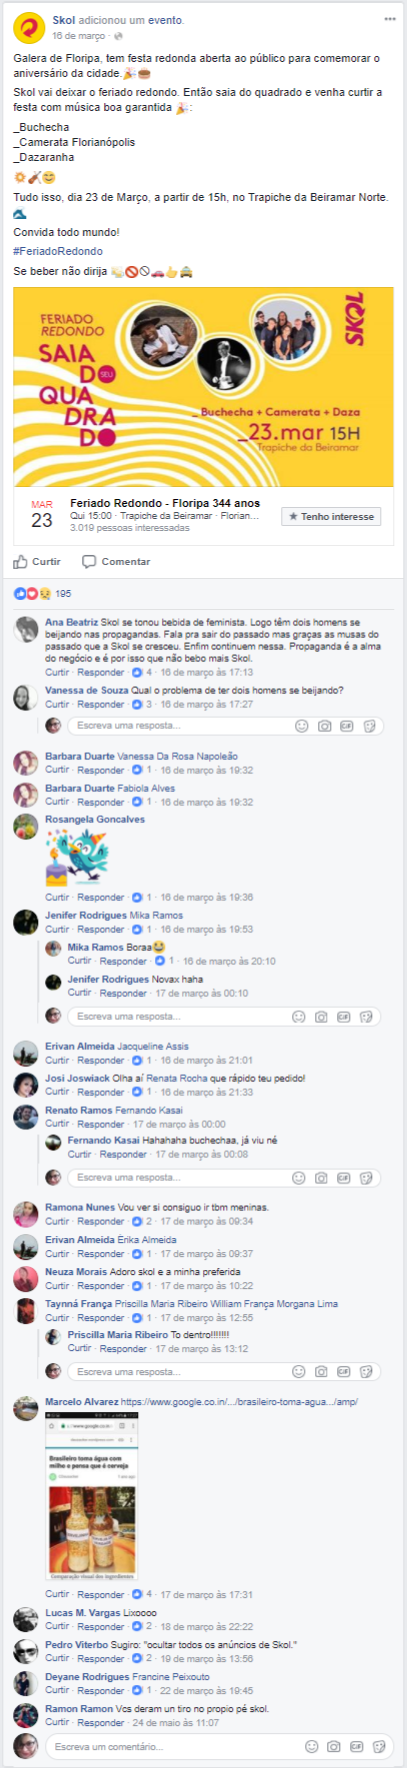 Skol adicionou um evento.
16 de março ·
Galera de Floripa, tem festa redonda aberta ao público para comemorar o
aniversário da cidade.
Skol vai deixar o feriado redondo. Então saia do quadrado e venha curtir a
festa com música boa garantida :
_Buchecha
_Camerata Florianópolis
_Dazaranha
Tudo isso, dia 23 de Março, a partir de 15h, no Trapiche da Beiramar Norte.
Convida todo mundo!
#FeriadoRedondo
Se beber não dirija
FERIADO
REDONDO
SAIA
DO SEU
QUA
DRA
DO
SKOL
_ Buchecha + Camerata + Daza
_23.mar 15H
Trapiche da Beiramar
MAR
23
Feriado Redondo - Floripa 344 anos
Qui 15:00 · Trapiche da Beiramar · Florian...
3.019 pessoas interessadas
Tenho interesse
Curtir Comentar
195
Ana Beatriz Skol se tonou bebida de feminista. Logo têm dois homens se
beijando nas propagandas. Fala pra sair do passado mas graças as musas do
passado que a Skol se cresceu. Enfim continuem nessa. Propaganda é a alma
do negócio e é por isso que não bebo mais Skol.
Curtir · Responder · 4 · 16 de março às 17:13
Vanessa de Souza Qual o problema de ter dois homens se beijando?
Curtir · Responder · 3 · 16 de março às 17:27
Escreva uma resposta...
Barbara Duarte Vanessa Da Rosa Napoleão
Curtir · Responder · 1 · 16 de março às 19:32
Barbara Duarte Fabiola Alves
Curtir · Responder · 1 · 16 de março às 19:32
Rosangela Goncalves
Curtir · Responder · 1 · 16 de março às 19:36
Jenifer Rodrigues Mika Ramos
Curtir · Responder · 1 · 16 de março às 19:53
Mika Ramos Boraa
Curtir · Responder · 1 · 16 de março às 20:10
Jenifer Rodrigues Novax haha
Curtir · Responder · 17 de março às 00:10
Escreva uma resposta...
Erivan Almeida Jacqueline Assis
Curtir · Responder · 1 · 16 de março às 21:01
Josi Joswiack Olha aí Renata Rocha que rápido teu pedido!
Curtir · Responder · 1 · 16 de março às 21:33
Renato Ramos Fernando Kasai
Curtir · Responder · 17 de março às 00:00
Fernando Kasai Hahahaha buchechaa, já viu né
Curtir · Responder · 17 de março às 00:08
Escreva uma resposta...
Ramona Nunes Vou ver si consiguo ir tbm meninas.
Curtir · Responder · 2 · 17 de março às 09:34
Erivan Almeida Érika Almeida
Curtir · Responder · 1 · 17 de março às 09:37
Neuza Morais Adoro skol e a minha preferida
Curtir · Responder · 1 · 17 de março às 10:22
Taynná França Priscilla Maria Ribeiro William França Morgana Lima
Curtir · Responder · 1 · 17 de março às 12:55
Priscilla Maria Ribeiro To dentro!!!!!!!
Curtir · Responder · 17 de março às 13:12
Escreva uma resposta...
Marcelo Alvarez https://www.google.co.in/.../brasileiro-toma-agua.../amp/
Brasileiro toma água com
milho e pensa que é cerveja
Comparação visual dos ingredientes
Curtir · Responder · 4 · 17 de março às 17:31
Lucas M. Vargas Lixoooo
Curtir · Responder · 2 · 18 de março às 22:22
Pedro Viterbo Sugiro: "ocultar todos os anúncios de Skol."
Curtir · Responder · 2 · 19 de março às 13:56
Deyane Rodrigues Francine Peixouto
Curtir · Responder · 1 · 22 de março às 19:45
Ramon Ramon Vcs deram un tiro no propio pé skol.
Curtir · Responder · 24 de maio às 11:07
Escreva um comentário...